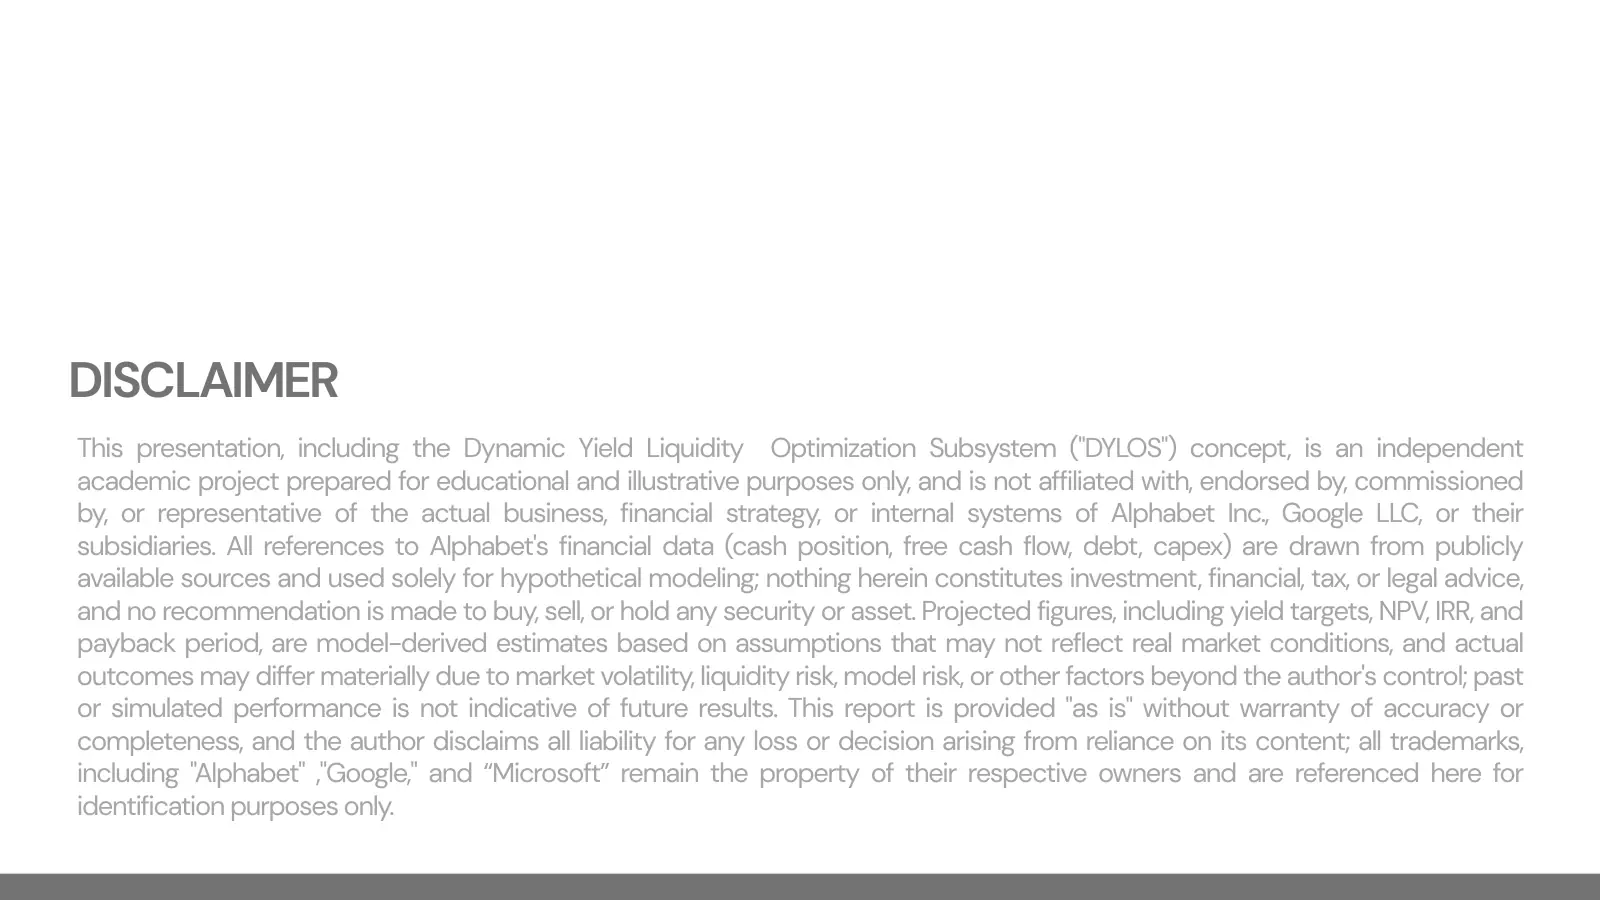 DISCLAIMER
This presentation, including the Dynamic Yield Liquidity  Optimization Subsystem ("DYLOS") concept, is an independent
academic project prepared for educational and illustrative purposes only, and is not affiliated with, endorsed by, commissioned
by, or representative of the actual business, financial strategy, or internal systems of Alphabet Inc., Google LLC, or their
subsidiaries. All references to Alphabet's financial data (cash position, free cash flow, debt, capex) are drawn from publicly
available sources and used solely for hypothetical modeling; nothing herein constitutes investment, financial, tax, or legal advice,
and no recommendation is made to buy, sell, or hold any security or asset. Projected figures, including yield targets, NPV, IRR, and
payback period, are model-derived estimates based on assumptions that may not reflect real market conditions, and actual
outcomes may differ materially due to market volatility, liquidity risk, model risk, or other factors beyond the author's control; past
or simulated performance is not indicative of future results. This report is provided "as is" without warranty of accuracy or
completeness, and the author disclaims all liability for any loss or decision arising from reliance on its content; all trademarks,
including "Alphabet" ,"Google," and “Microsoft” remain the property of their respective owners and are referenced here for
identification purposes only.